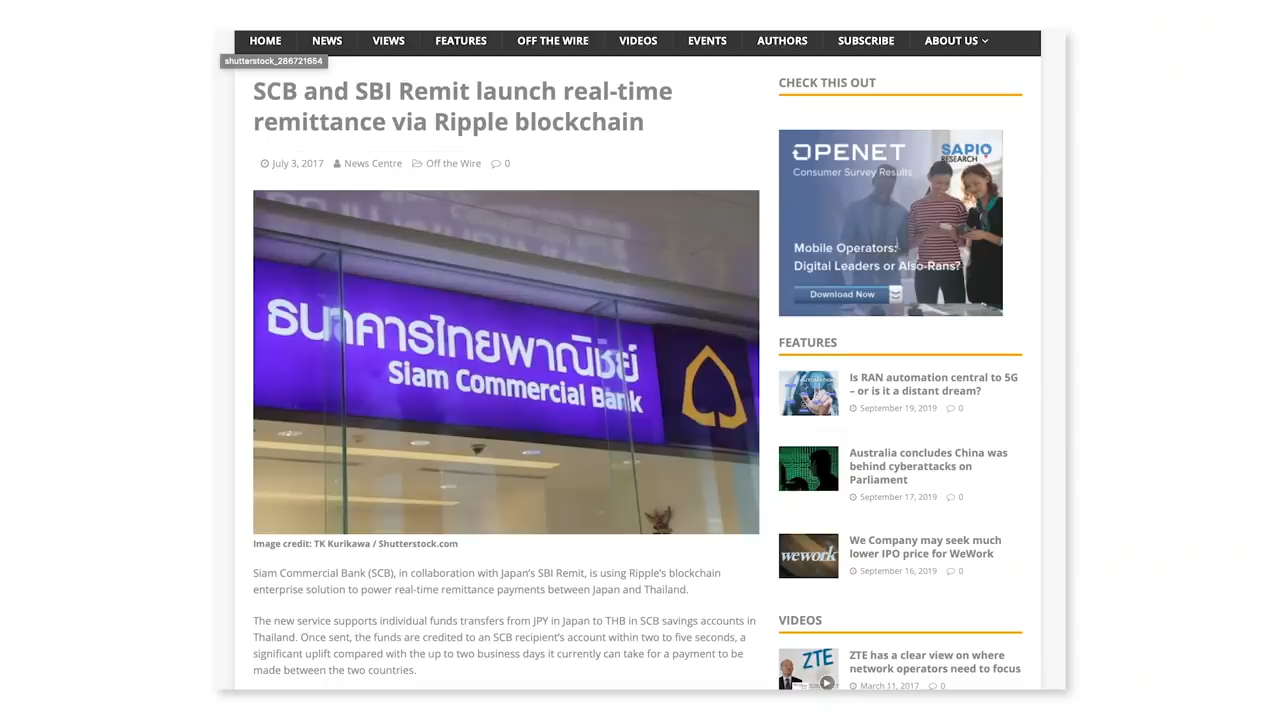 HOME NEWS VIEWS FEATURES OFF THE WIRE VIDEOS EVENTS AUTHORS SUBSCRIBE ABOUT US
shutterstock_286721654
SCB and SBI Remit launch real-time
remittance via Ripple blockchain
July 3, 2017 News Centre Off the Wire 0
ธนาคารไทยพาณิชย์
Siam Commercial Bank
Image credit: TK Kurikawa / Shutterstock.com
Siam Commercial Bank (SCB), in collaboration with Japan's SBI Remit, is using Ripple's blockchain
enterprise solution to power real-time remittance payments between Japan and Thailand.
The new service supports individual funds transfers from JPY in Japan to THB in SCB savings accounts in
Thailand. Once sent, the funds are credited to an SCB recipient's account within two to five seconds, a
significant uplift compared with the up to two business days it currently can take for a payment to be
made between the two countries.
CHECK THIS OUT
OPENET
SAPIO
RESEARCH
Consumer Survey Results
Mobile Operators:
Digital Leaders or Also-Rans?
Download Now
FEATURES
Is RAN automation central to 5G
– or is it a distant dream?
September 19, 2019 0
Australia concludes China was
behind cyberattacks on
Parliament
September 17, 2019 0
wework
We Company may seek much
lower IPO price for WeWork
September 16, 2019 0
VIDEOS
ZTE
ZTE has a clear view on where
network operators need to focus
March 11, 2017 0